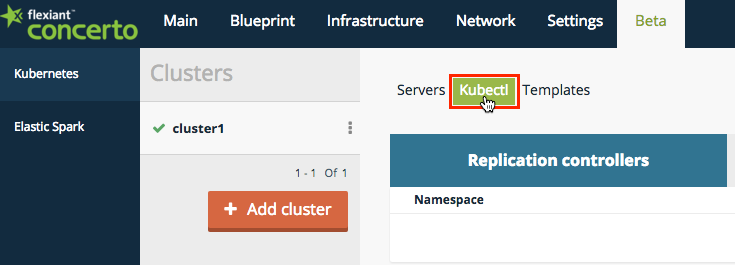 flexiant™
concerto
Main Blueprint Infrastructure Network Settings Beta
Kubernetes
Elastic Spark
Clusters
cluster1
1 - 1 Of 1
+ Add cluster
Servers Kubectl Templates
Replication controllers
Namespace